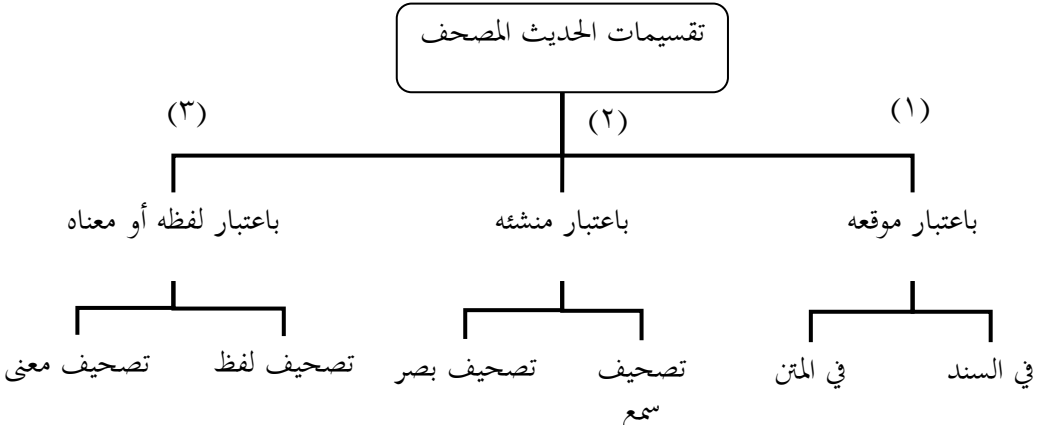 تقسيمات الحديث المصحف
(١)
(٢)
(٣)
باعتبار موقعه
باعتبار منشئه
باعتبار لفظه أو معناه
في السند
في المتن
تصحيف
سمع
تصحيف بصر
تصحيف لفظ
تصحيف معنى